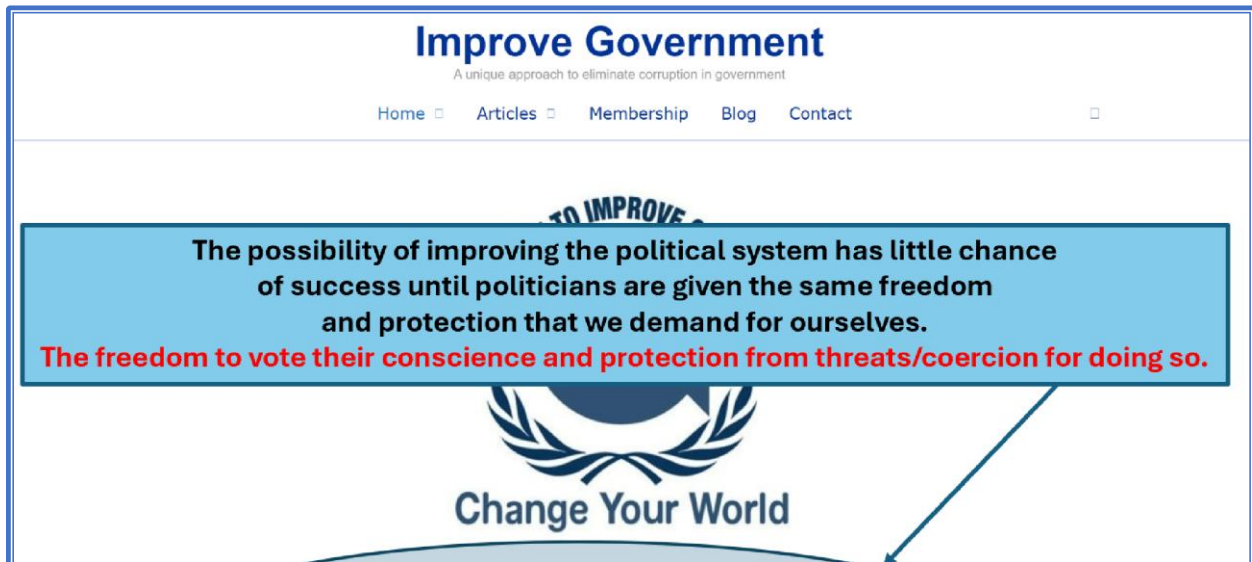 Improve Government
A unique approach to eliminate corruption in government
Home Articles Membership Blog Contact
TO IMPROVE
The possibility of improving the political system has little chance
of success until politicians are given the same freedom
and protection that we demand for ourselves.
The freedom to vote their conscience and protection from threats/coercion for doing so.
Change Your World